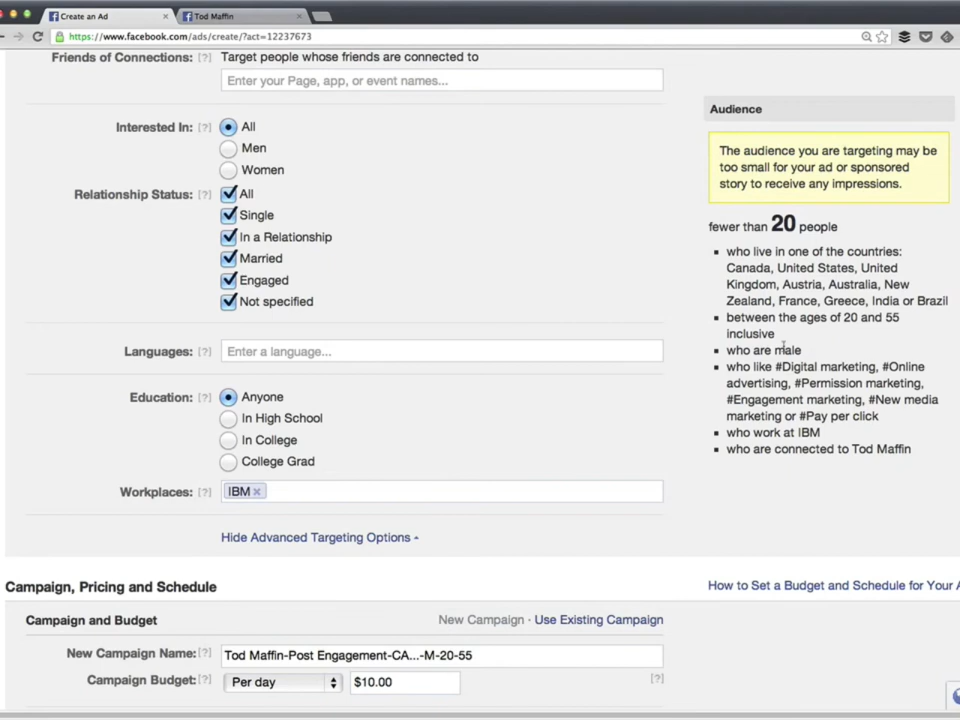 Create an Ad
Tod Maffin
https://www.facebook.com/ads/create/?act=12237673
Friends of Connections: [?]
Target people whose friends are connected to
Enter your Page, app, or event names...
Interested In: [?]
All
Men
Women
Relationship Status: [?]
All
Single
In a Relationship
Married
Engaged
Not specified
Languages: [?]
Enter a language...
Education: [?]
Anyone
In High School
In College
College Grad
Workplaces: [?]
IBM ×
Hide Advanced Targeting Options
Audience
The audience you are targeting may be
too small for your ad or sponsored
story to receive any impressions.
fewer than 20 people
who live in one of the countries:
Canada, United States, United
Kingdom, Austria, Australia, New
Zealand, France, Greece, India or Brazil
between the ages of 20 and 55
inclusive
who are male
who like #Digital marketing, #Online
advertising, #Permission marketing,
#Engagement marketing, #New media
marketing or #Pay per click
who work at IBM
who are connected to Tod Maffin
Campaign, Pricing and Schedule
How to Set a Budget and Schedule for Your
Campaign and Budget
New Campaign · Use Existing Campaign
New Campaign Name: [?]
Tod Maffin-Post Engagement-CA...-M-20-55
Campaign Budget: [?]
Per day
$10.00
[?]